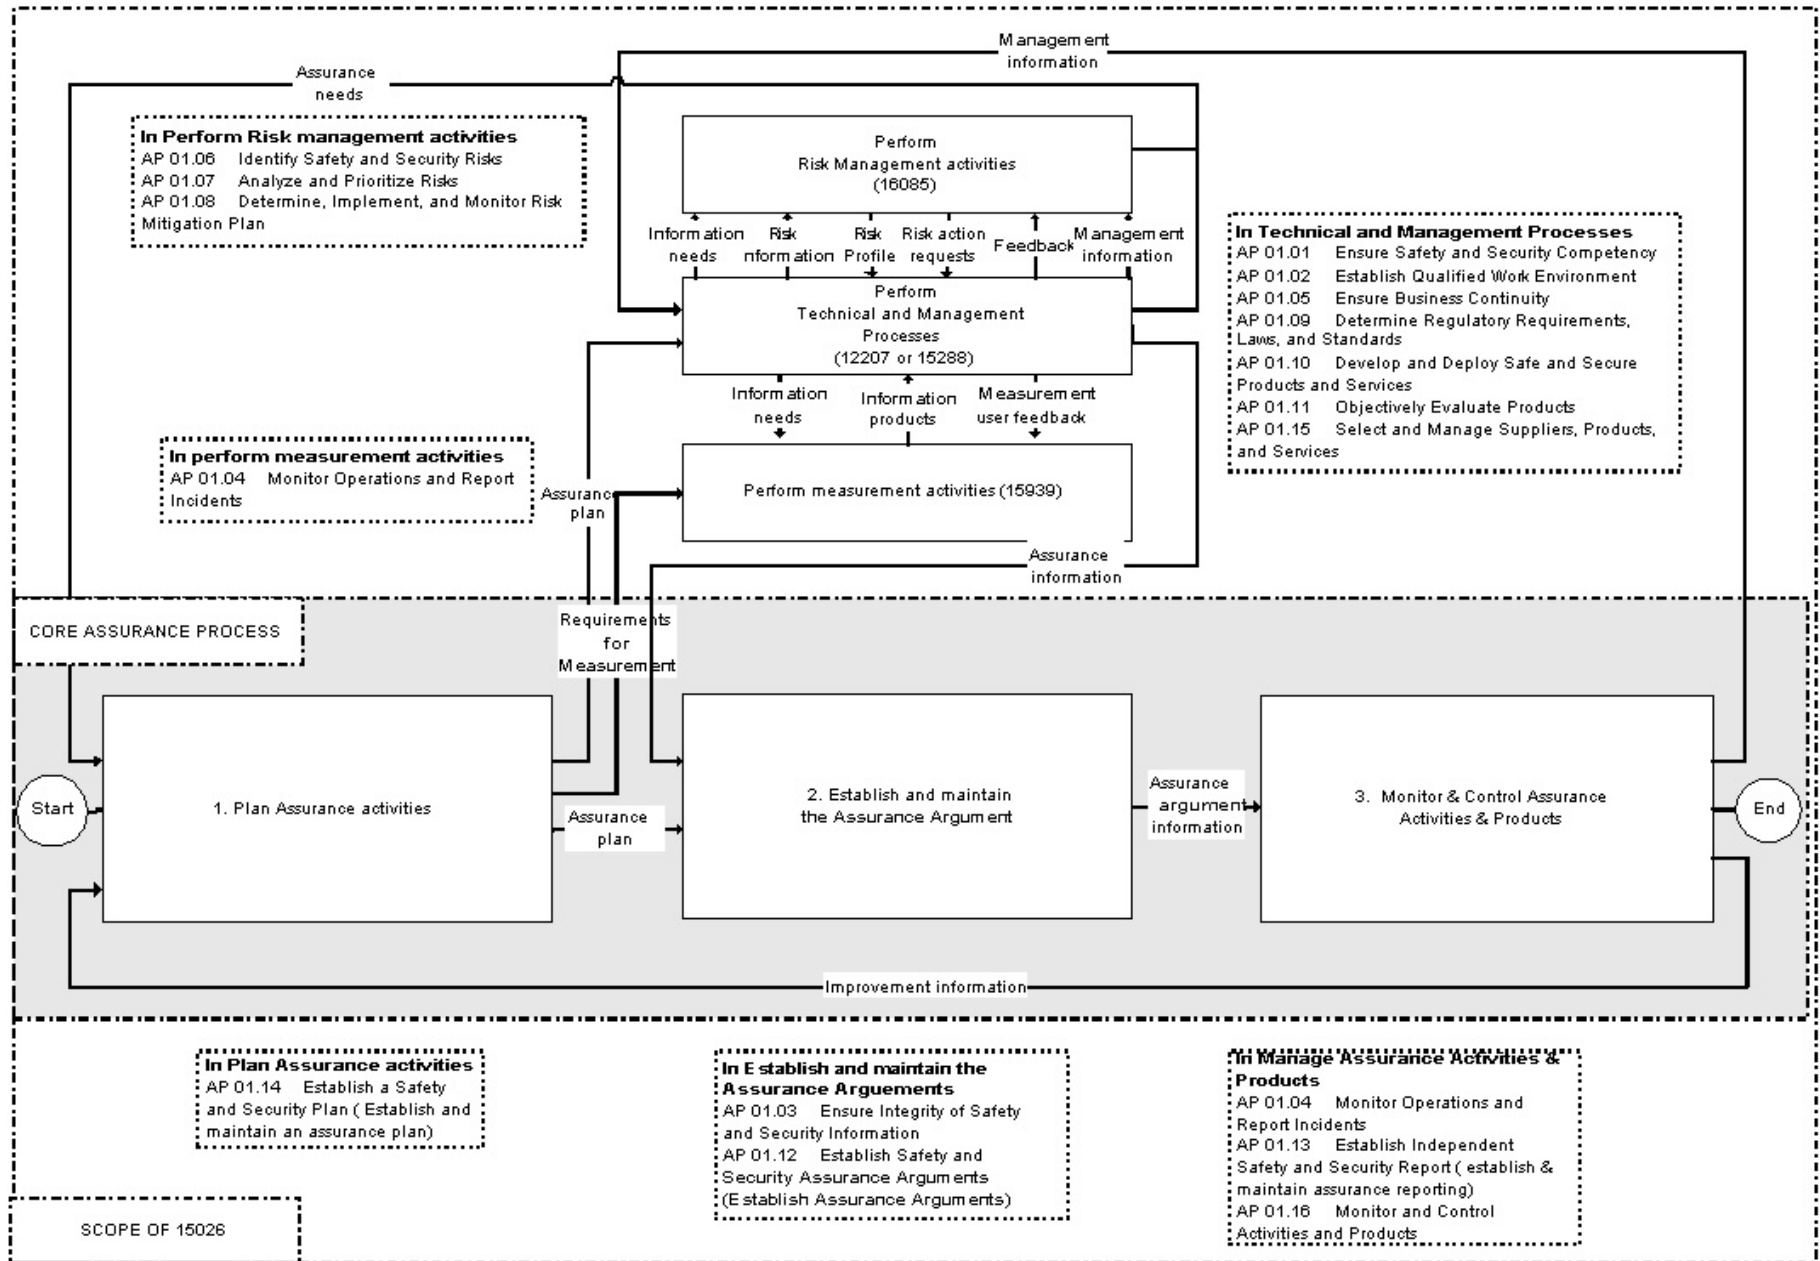 Management
information
Assurance
needs
In Perform Risk management activities
AP 01.06 Identify Safety and Security Risks
AP 01.07 Analyze and Prioritize Risks
AP 01.08 Determine, Implement, and Monitor Risk
Mitigation Plan
Perform
Risk Management activities
(16085)
Information
needs
Risk
nformation
Risk
Profile
Risk action
requests
Feedback
Management
information
In Technical and Management Processes
AP 01.01 Ensure Safety and Security Competency
AP 01.02 Establish Qualified Work Environment
AP 01.05 Ensure Business Continuity
AP 01.09 Determine Regulatory Requirements,
Laws, and Standards
AP 01.10 Develop and Deploy Safe and Secure
Products and Services
AP 01.11 Objectively Evaluate Products
AP 01.15 Select and Manage Suppliers, Products,
and Services
Perform
Technical and Management
Processes
(12207 or 15288)
Information
needs
Information
products
Measurement
user feedback
In perform measurement activities
AP 01.04 Monitor Operations and Report
Incidents
Assurance
plan
Perform measurement activities (15939)
Assurance
information
CORE ASSURANCE PROCESS
Requirements
for
Measurement
Start
1. Plan Assurance activities
Assurance
plan
2. Establish and maintain
the Assurance Argument
Assurance
argument
information
3. Monitor & Control Assurance
Activities & Products
End
Improvement information
In Plan Assurance activities
AP 01.14 Establish a Safety
and Security Plan ( Establish and
maintain an assurance plan)
In Establish and maintain the
Assurance Arguements
AP 01.03 Ensure Integrity of Safety
and Security Information
AP 01.12 Establish Safety and
Security Assurance Arguments
(Establish Assurance Arguments)
In Manage Assurance Activities &
Products
AP 01.04 Monitor Operations and
Report Incidents
AP 01.13 Establish Independent
Safety and Security Report ( establish &
maintain assurance reporting)
AP 01.16 Monitor and Control
Activities and Products
SCOPE OF 15026